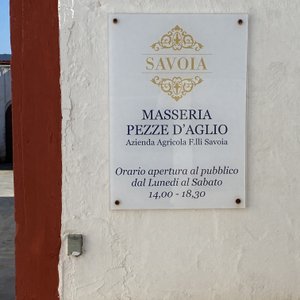 SAVOIA
MASSERIA
PEZZE D'AGLIO
Azienda Agricola F.lli Savoia
Orario apertura al pubblico
dal Lunedì al Sabato
14,00 - 18,30